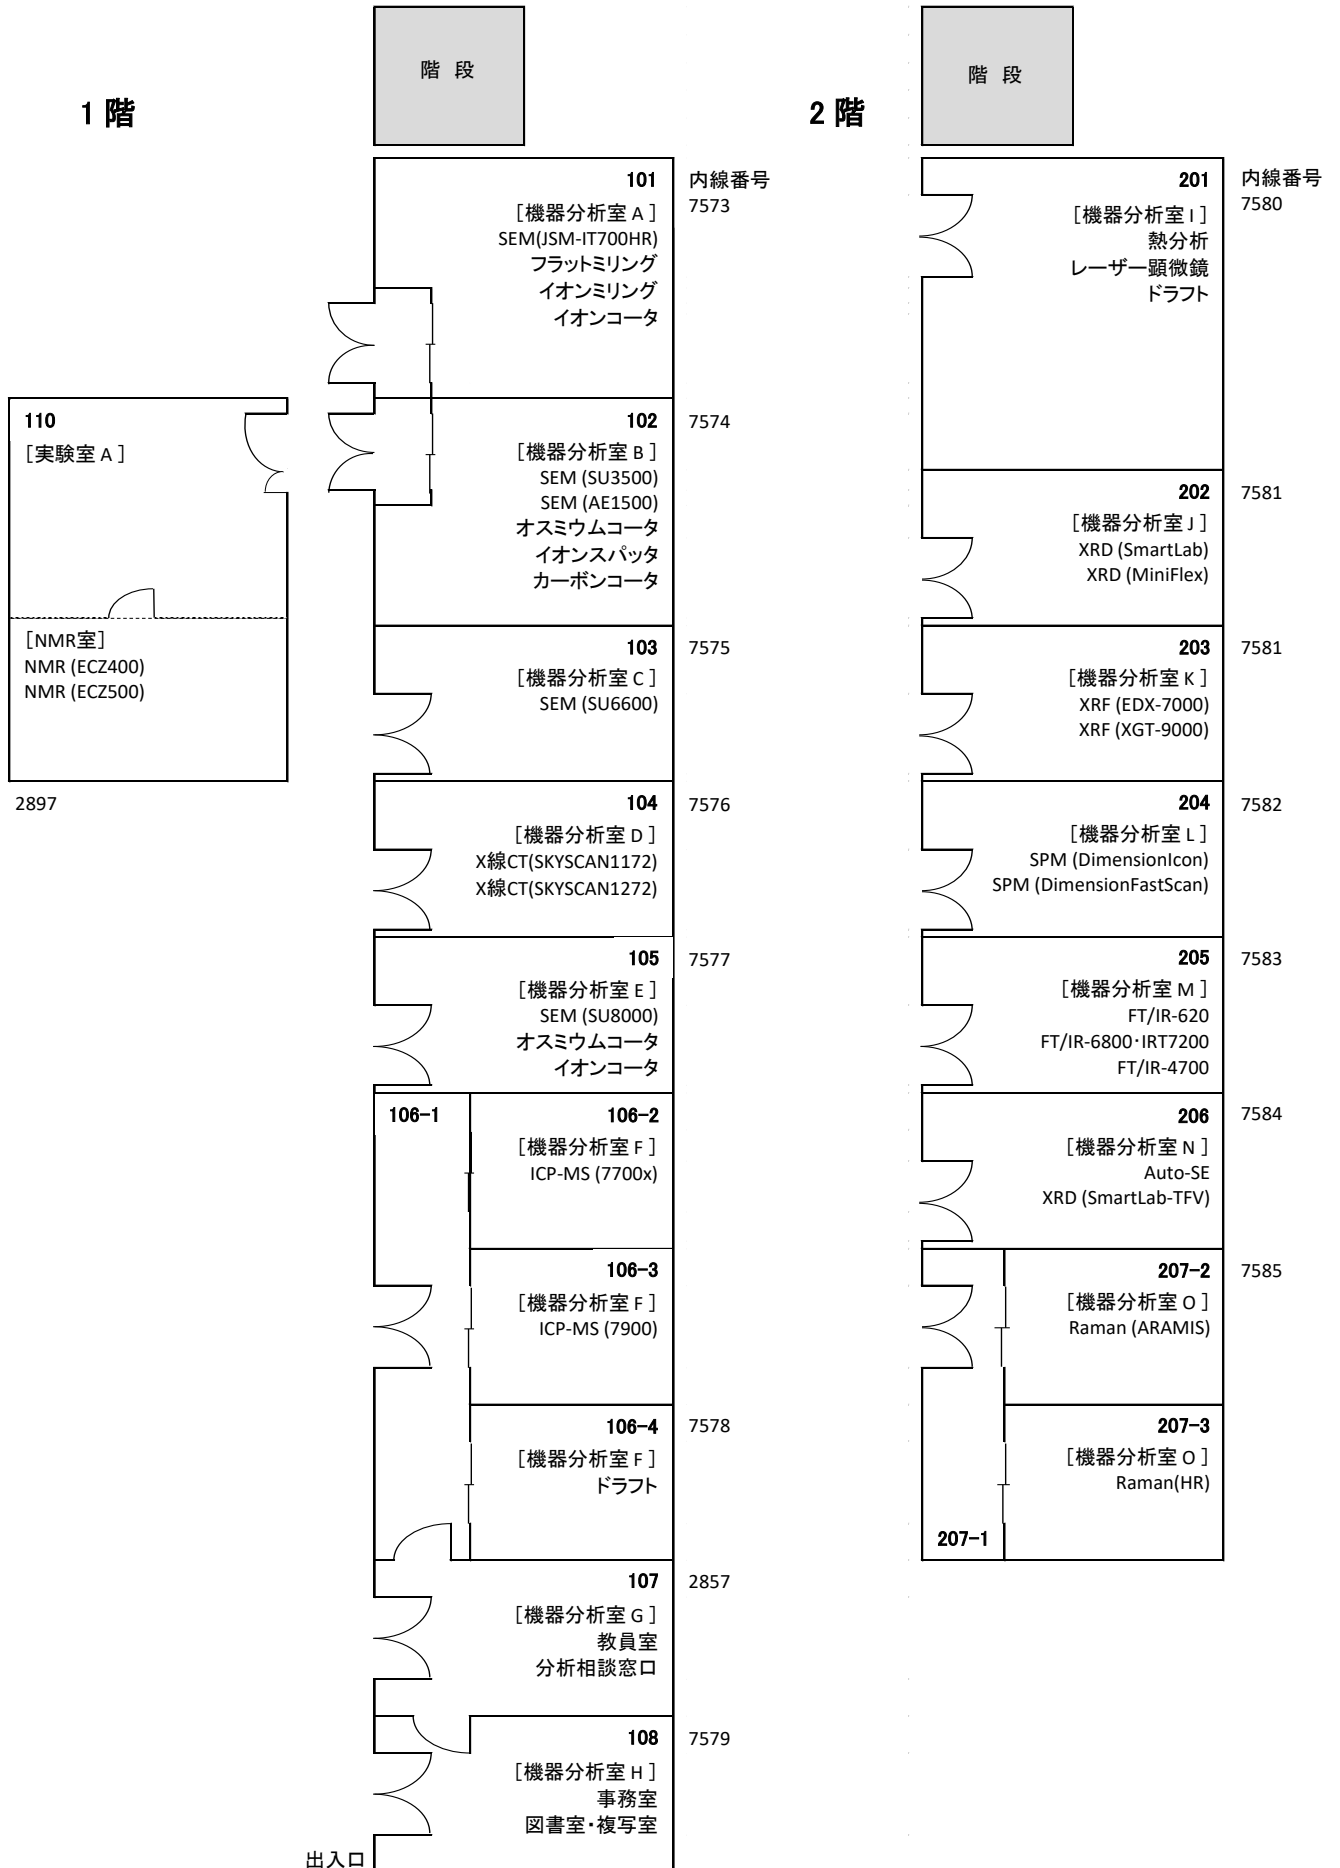 1 階
階 段
101
内線番号
7573
[機器分析室 A ]
SEM(JSM-IT700HR)
フラットミリング
イオンミリング
イオンコータ
110
[実験室 A ]
[NMR室]
NMR (ECZ400)
NMR (ECZ500)
2897
102
7574
[機器分析室 B ]
SEM (SU3500)
SEM (AE1500)
オスミウムコータ
イオンスパッタ
カーボンコータ
103
7575
[機器分析室 C ]
SEM (SU6600)
104
7576
[機器分析室 D ]
X線CT(SKYSCAN1172)
X線CT(SKYSCAN1272)
105
7577
[機器分析室 E ]
SEM (SU8000)
オスミウムコータ
イオンコータ
106-1
106-2
[機器分析室 F ]
ICP-MS (7700x)
106-3
[機器分析室 F ]
ICP-MS (7900)
106-4
7578
[機器分析室 F ]
ドラフト
107
2857
[機器分析室 G ]
教員室
分析相談窓口
108
7579
[機器分析室 H ]
事務室
図書室・複写室
出入口
2 階
階 段
201
内線番号
7580
[機器分析室 I ]
熱分析
レーザー顕微鏡
ドラフト
202
7581
[機器分析室 J ]
XRD (SmartLab)
XRD (MiniFlex)
203
7581
[機器分析室 K ]
XRF (EDX-7000)
XRF (XGT-9000)
204
7582
[機器分析室 L ]
SPM (DimensionIcon)
SPM (DimensionFastScan)
205
7583
[機器分析室 M ]
FT/IR-620
FT/IR-6800・IRT7200
FT/IR-4700
206
7584
[機器分析室 N ]
Auto-SE
XRD (SmartLab-TFV)
207-2
7585
[機器分析室 O ]
Raman (ARAMIS)
207-3
[機器分析室 O ]
Raman(HR)
207-1